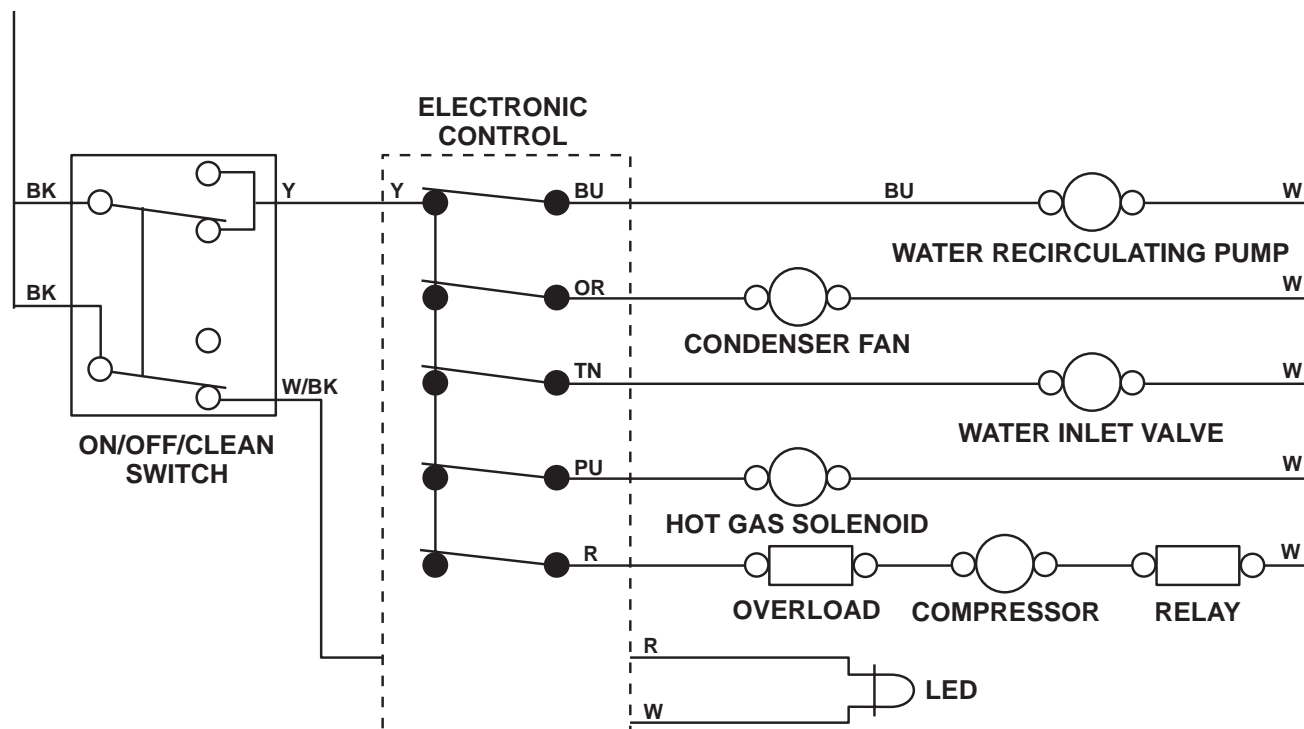 ELECTRONIC
CONTROL
BK
Y
Y
BU
BU
W
WATER RECIRCULATING PUMP
BK
OR
W
CONDENSER FAN
W/BK
TN
W
WATER INLET VALVE
ON/OFF/CLEAN
SWITCH
PU
W
HOT GAS SOLENOID
R
W
OVERLOAD
COMPRESSOR
RELAY
R
LED
W